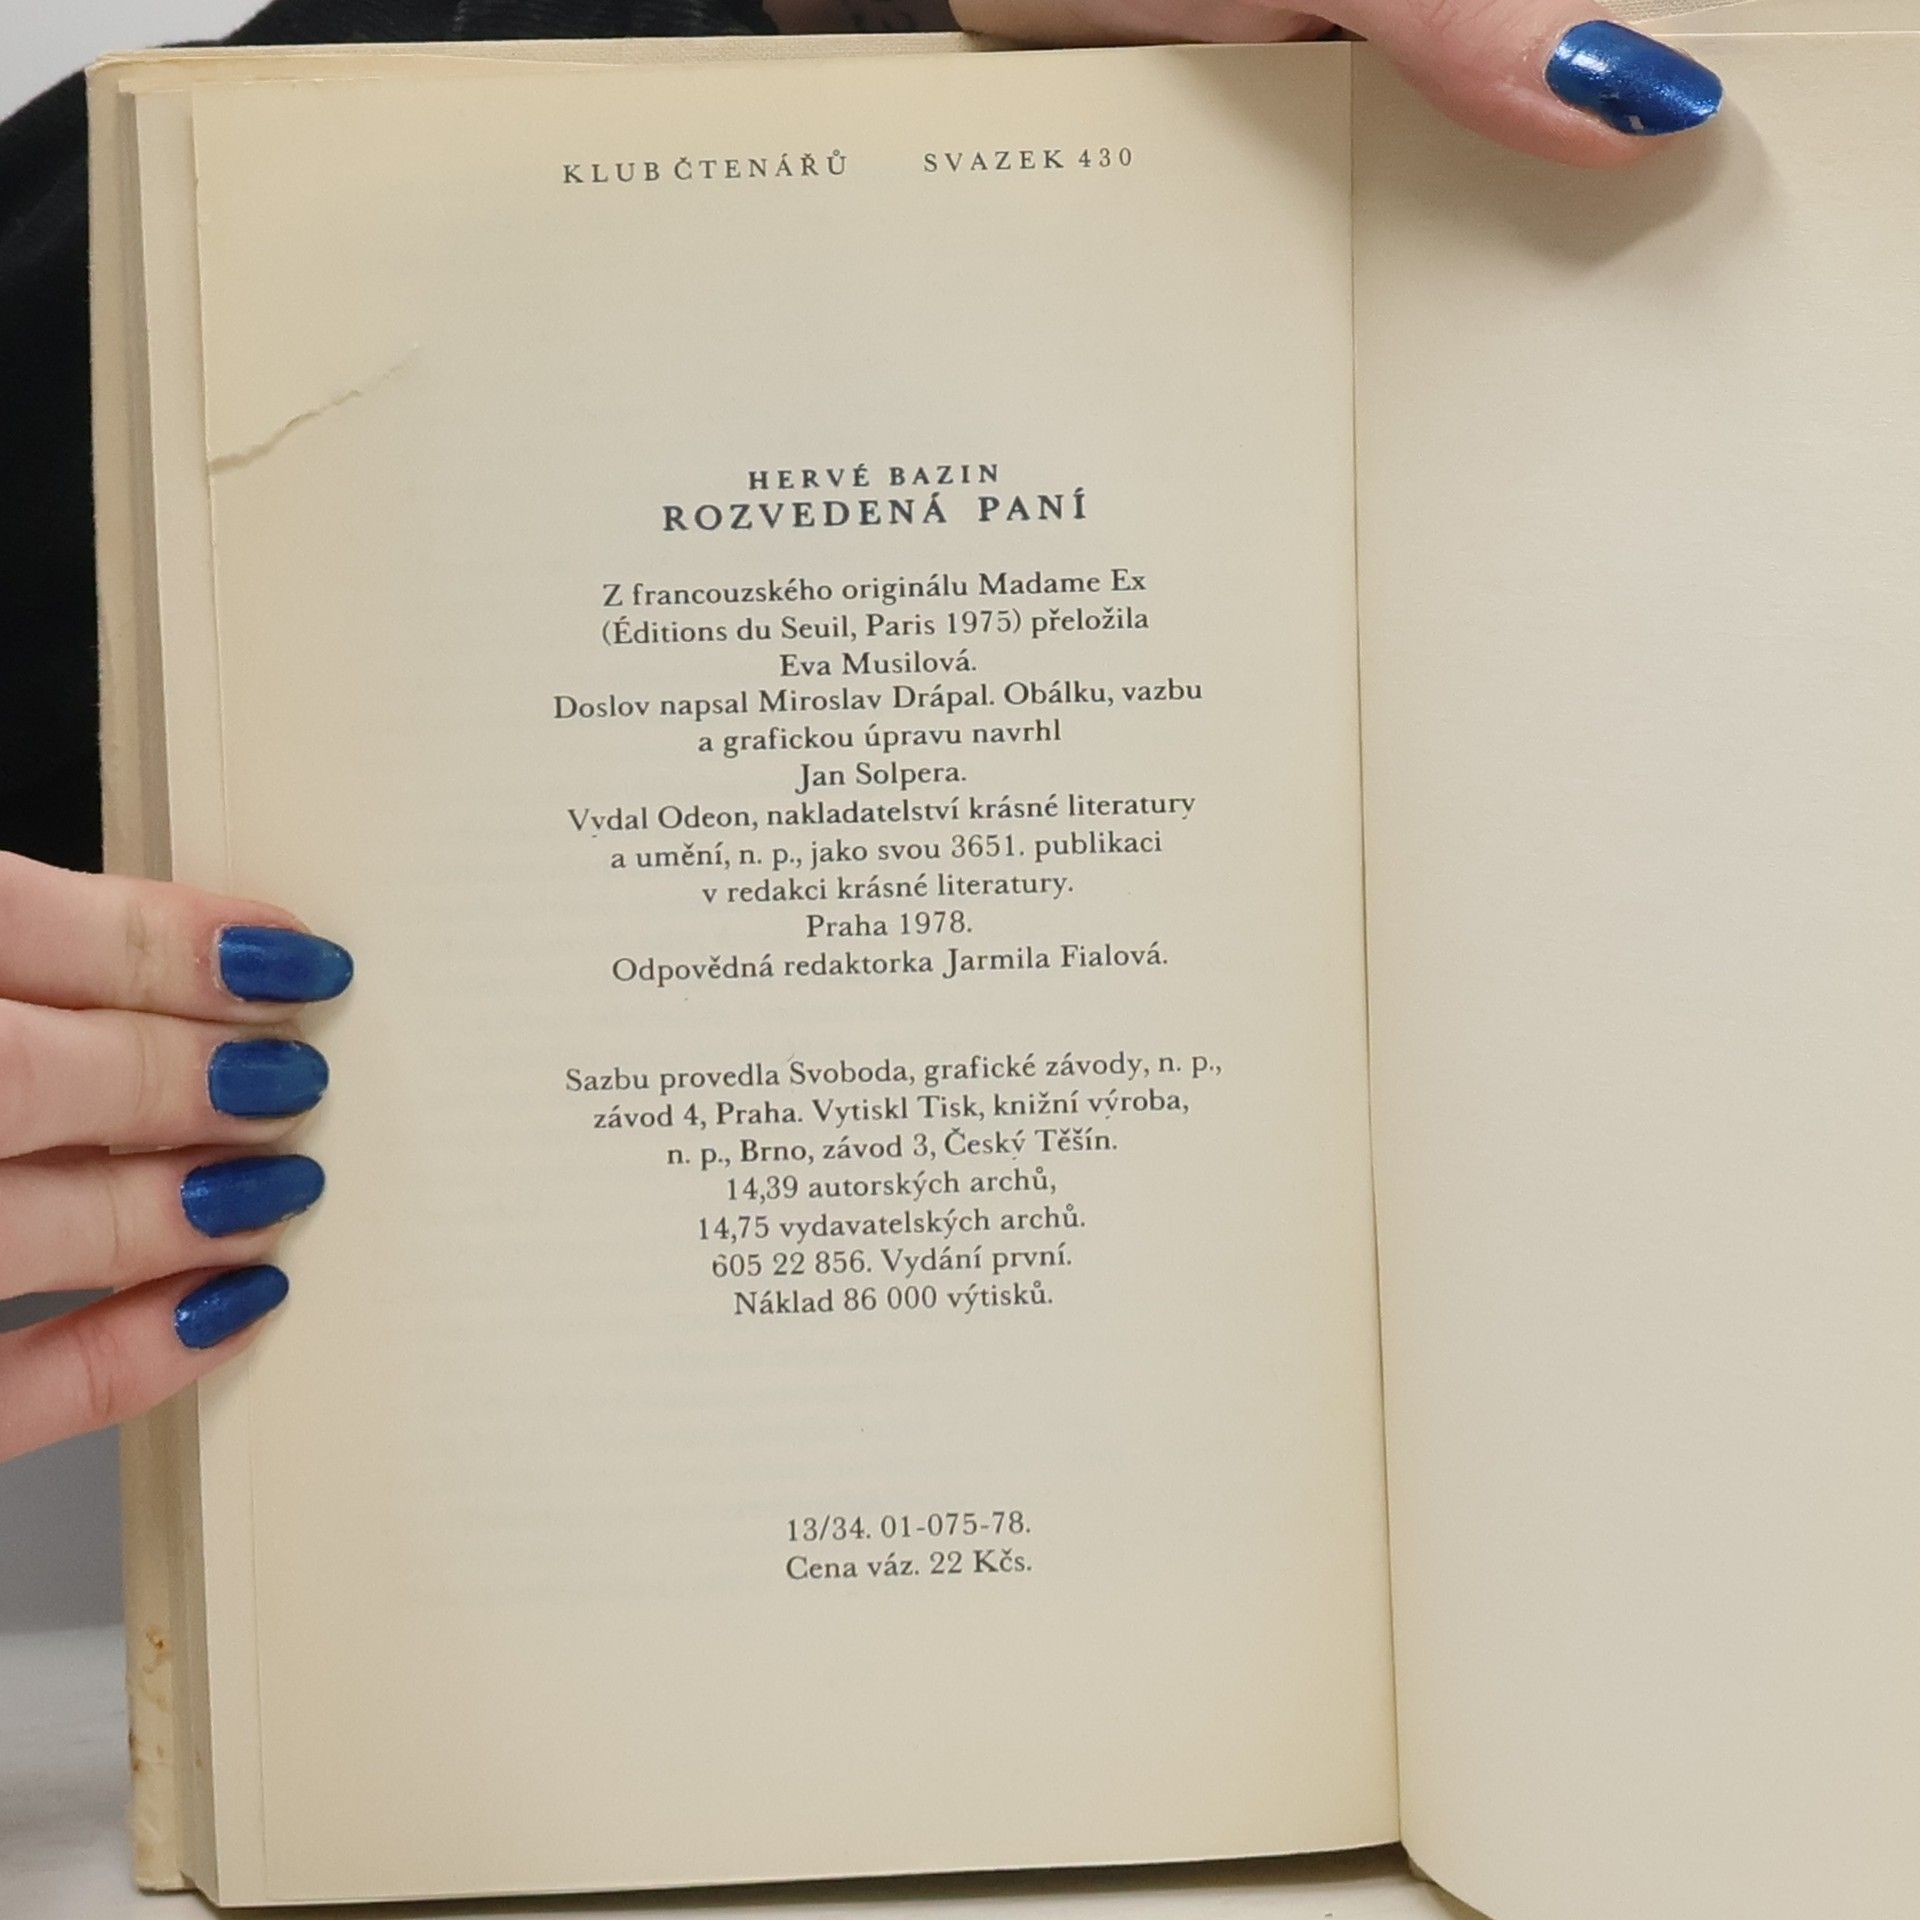 KLUB ČTENÁŘŮ SVAZEK 430
HERVÉ BAZIN
ROZVEDENÁ PANÍ
Z francouzského originálu Madame Ex
(Éditions du Seuil, Paris 1975) přeložila
Eva Musilová.
Doslov napsal Miroslav Drápal. Obálku, vazbu
a grafickou úpravu navrhl
Jan Solpera.
Vydal Odeon, nakladatelství krásné literatury
a umění, n. p., jako svou 3651. publikaci
v redakci krásné literatury.
Praha 1978.
Odpovědná redaktorka Jarmila Fialová.
Sazbu provedla Svoboda, grafické závody, n. p.,
závod 4, Praha. Vytiskl Tisk, knižní výroba,
n. p., Brno, závod 3, Český Těšín.
14,39 autorských archů,
14,75 vydavatelských archů.
605 22 856. Vydání první.
Náklad 86 000 výtisků.
13/34. 01-075-78.
Cena váz. 22 Kčs.